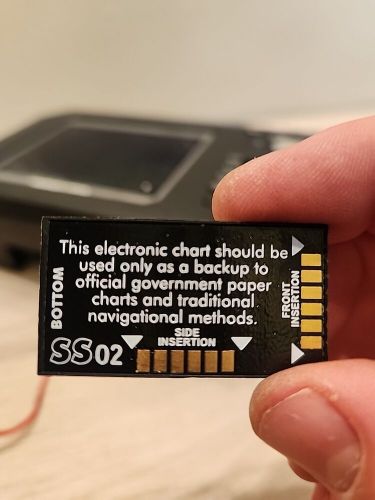 This electronic chart should be
used only as a backup to
official government paper
charts and traditional
navigational methods.
BOTTOM
SS02
SIDE
INSERTION
FRONT
INSERTION